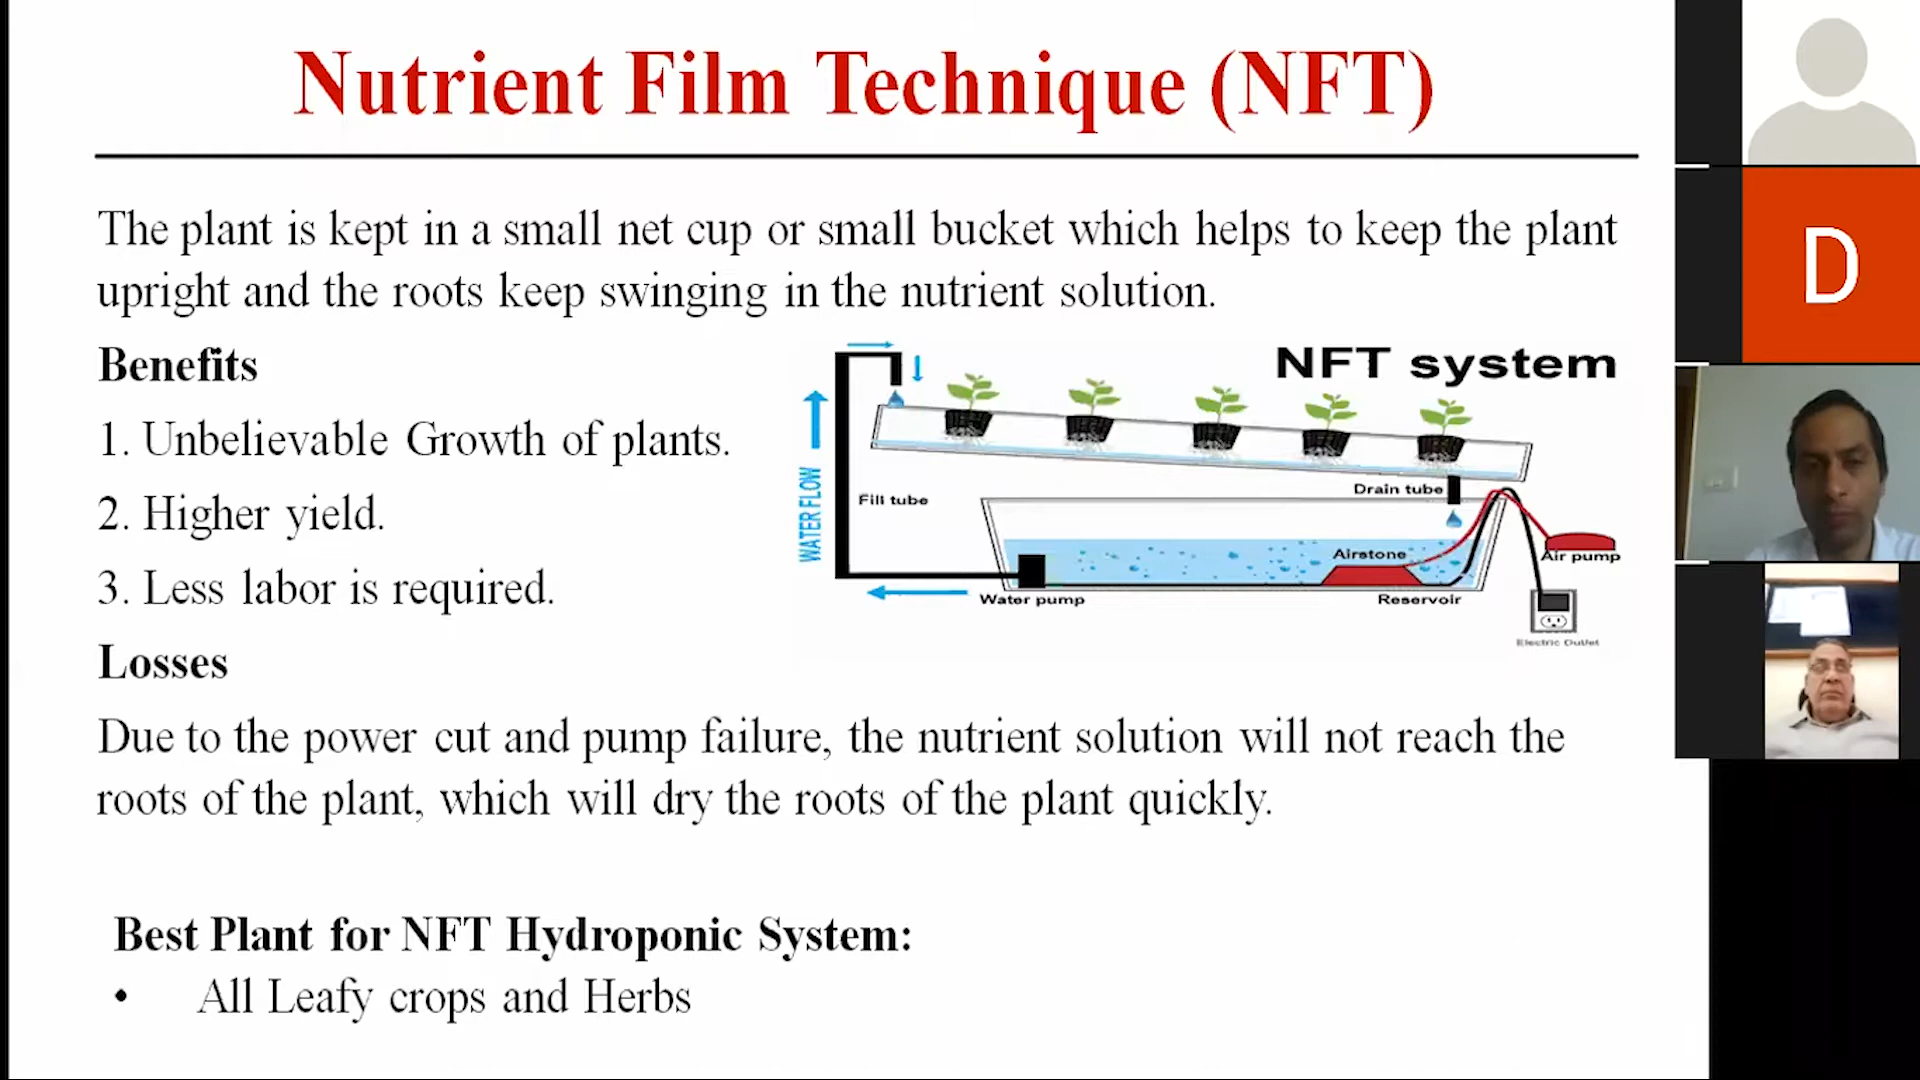 Nutrient Film Technique (NFT)
The plant is kept in a small net cup or small bucket which helps to keep the plant
upright and the roots keep swinging in the nutrient solution.
Benefits
1. Unbelievable Growth of plants.
2. Higher yield.
3. Less labor is required.
NFT system
WATER FLOW
Fill tube
Drain tube
Airstone
Air pump
Water pump
Reservoir
Electric Outlet
Losses
Due to the power cut and pump failure, the nutrient solution will not reach the
roots of the plant, which will dry the roots of the plant quickly.
Best Plant for NFT Hydroponic System:
• All Leafy crops and Herbs
D